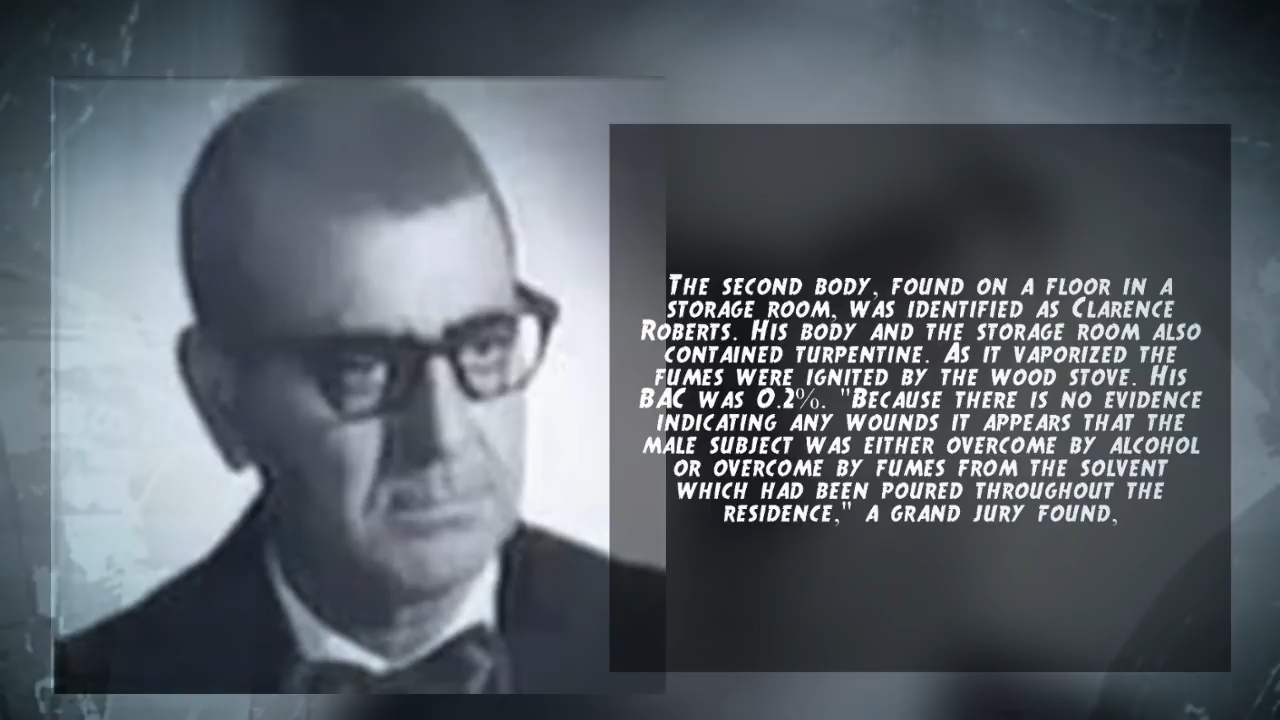 The second body, found on a floor in a
storage room, was identified as Clarence
Roberts. His body and the storage room also
contained turpentine. As it vaporized the
fumes were ignited by the wood stove. His
BAC was 0.2%. "Because there is no evidence
indicating any wounds it appears that the
male subject was either overcome by alcohol
or overcome by fumes from the solvent
which had been poured throughout the
residence," a grand jury found,